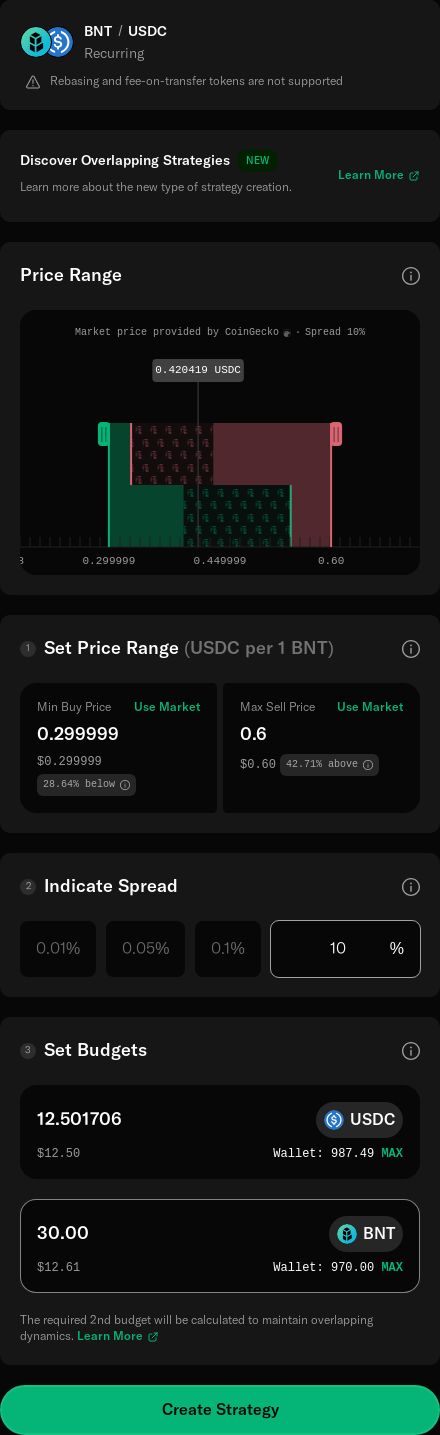 BNT / USDC
Recurring
Rebasing and fee-on-transfer tokens are not supported
Discover Overlapping Strategies NEW
Learn more about the new type of strategy creation.
Learn More
Price Range
Market price provided by CoinGecko · Spread 10%
0.420419 USDC
0.299999 0.449999 0.60
1 Set Price Range (USDC per 1 BNT)
Min Buy Price Use Market
0.299999
$0.299999
28.64% below
Max Sell Price Use Market
0.6
$0.60 42.71% above
2 Indicate Spread
0.01% 0.05% 0.1% 10 %
3 Set Budgets
12.501706 USDC
$12.50 Wallet: 987.49 MAX
30.00 BNT
$12.61 Wallet: 970.00 MAX
The required 2nd budget will be calculated to maintain overlapping
dynamics. Learn More
Create Strategy